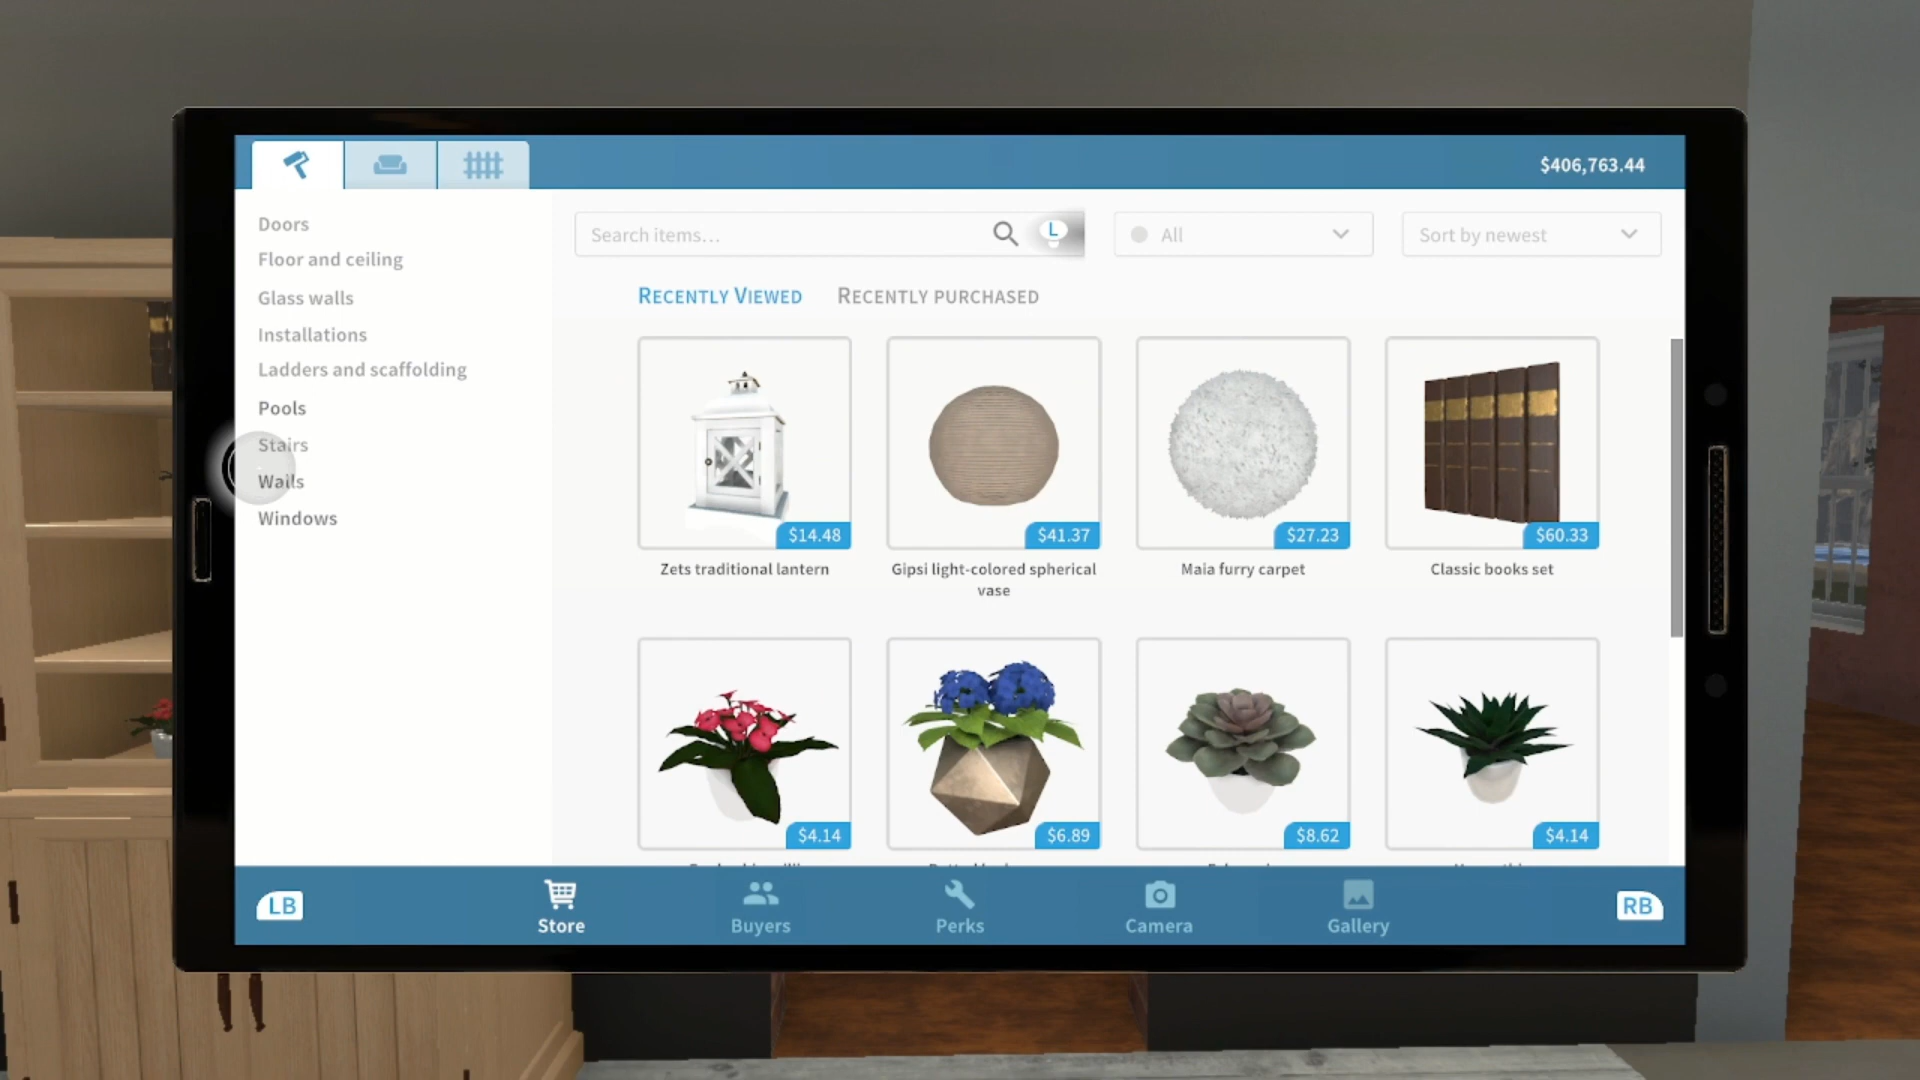 $406,763.44
Doors
Floor and ceiling
Glass walls
Installations
Ladders and scaffolding
Pools
Stairs
Walls
Windows
Search items...
L
All
Sort by newest
RECENTLY VIEWED
RECENTLY PURCHASED
$14.48
$41.37
$27.23
$60.33
Zets traditional lantern
Gipsi light-colored spherical
vase
Maia furry carpet
Classic books set
$4.14
$6.89
$8.62
$4.14
LB
Store
Buyers
Perks
Camera
Gallery
RB